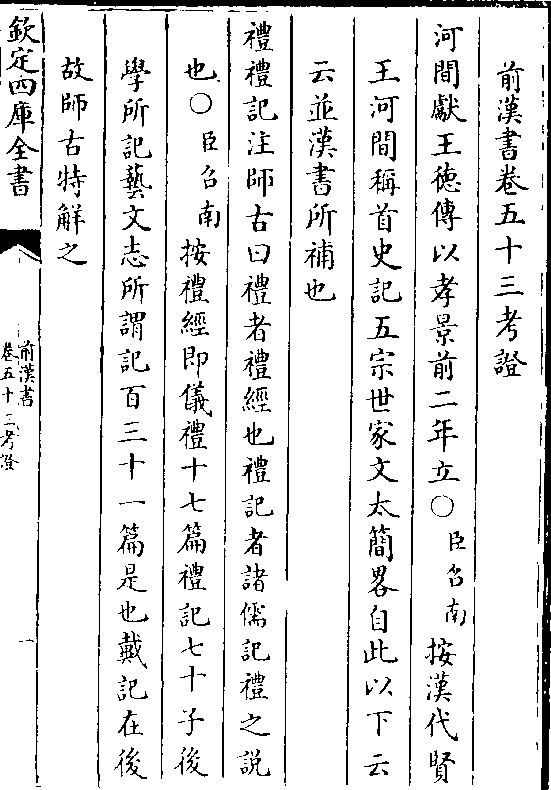 前漢書卷五十三考證
河間獻王德傳以孝景前二年立○臣召南按漢代賢
王河間稱首史記五宗世家文太簡畧自此以下云
云並漢書所補也
禮禮記注師古曰禮者禮經也禮記者諸儒記禮之説
也○臣召南按禮經即儀禮十七篇禮記七十子後
學所記藝文志所謂記百三十一篇是也戴記在後
故師古特解之
欽定四庫全書
前漢書
卷五十三考證
一